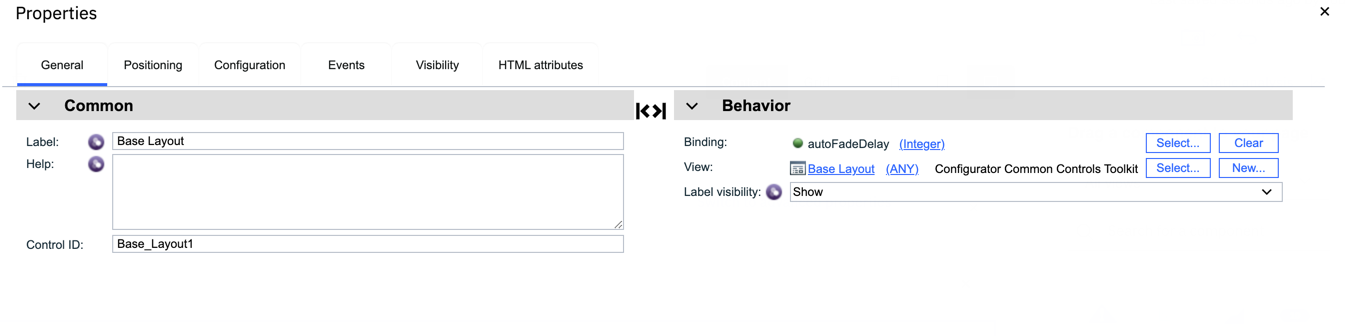 Properties
General Positioning Configuration Events Visibility HTML attributes
Common
Label: Base Layout
Help:
Control ID: Base_Layout1
Behavior
Binding: autoFadeDelay (Integer) Select... Clear
View: Base Layout (ANY) Configurator Common Controls Toolkit Select... New...
Label visibility: Show